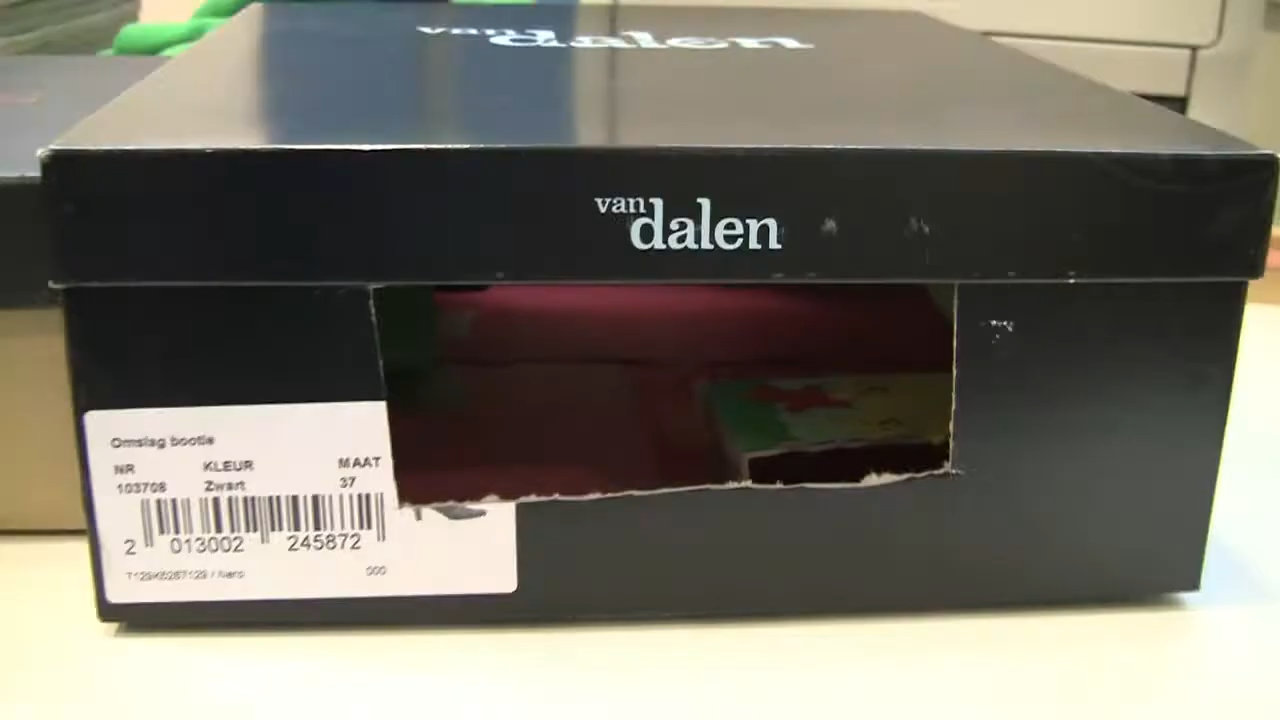 van dalen
van dalen
Omslag bootie
NR KLEUR MAAT
103708 Zwart 37
2 013002 245872
000